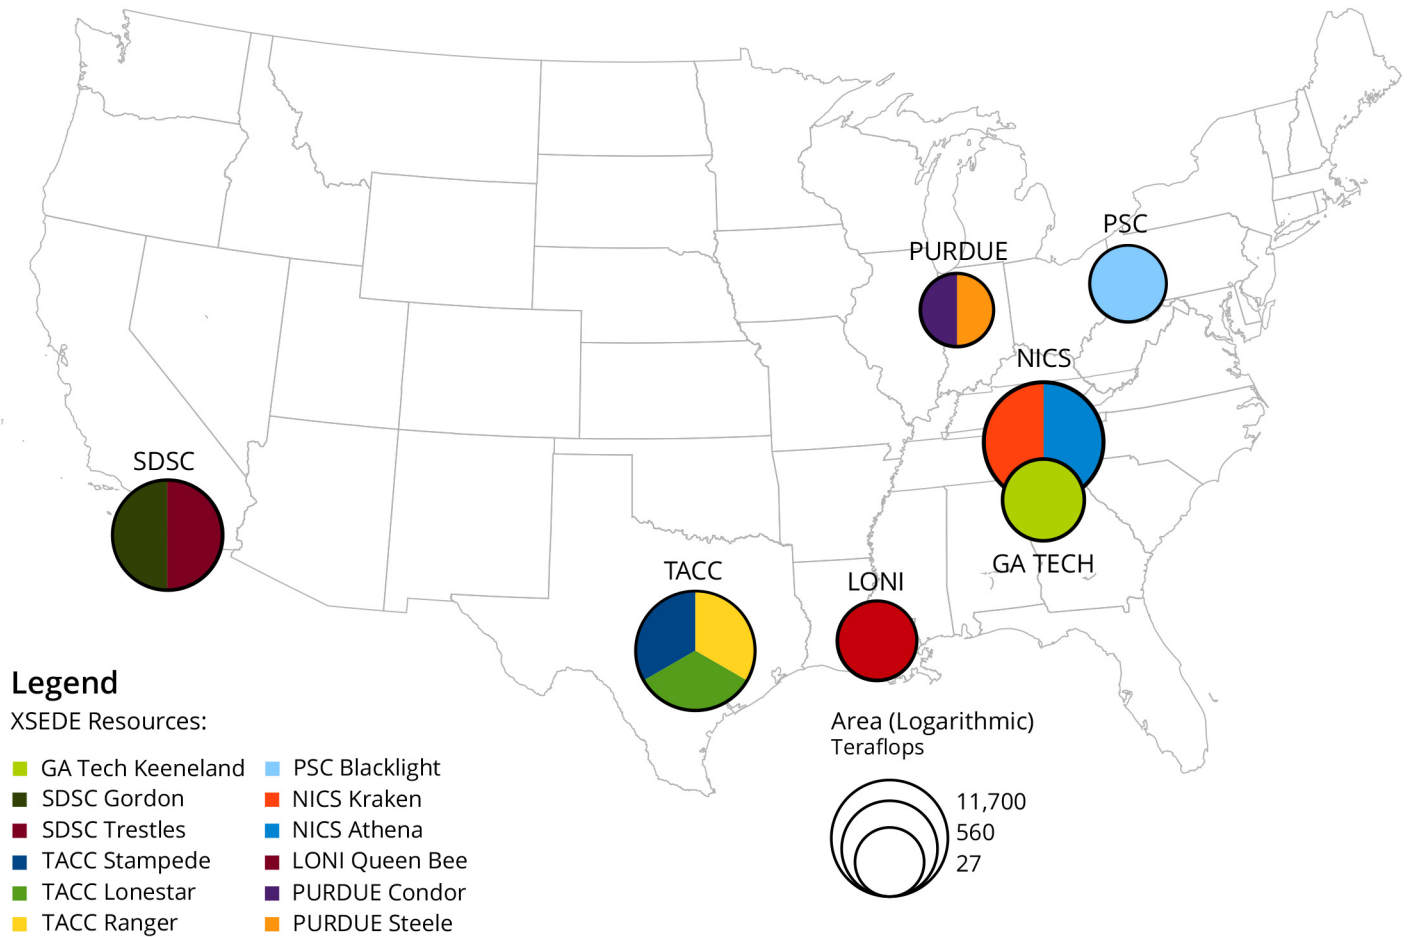 PSC
PURDUE
NICS
SDSC
GA TECH
TACC
LONI
Legend
XSEDE Resources:
GA Tech Keeneland
SDSC Gordon
SDSC Trestles
TACC Stampede
TACC Lonestar
TACC Ranger
PSC Blacklight
NICS Kraken
NICS Athena
LONI Queen Bee
PURDUE Condor
PURDUE Steele
Area (Logarithmic)
Teraflops
11,700
560
27